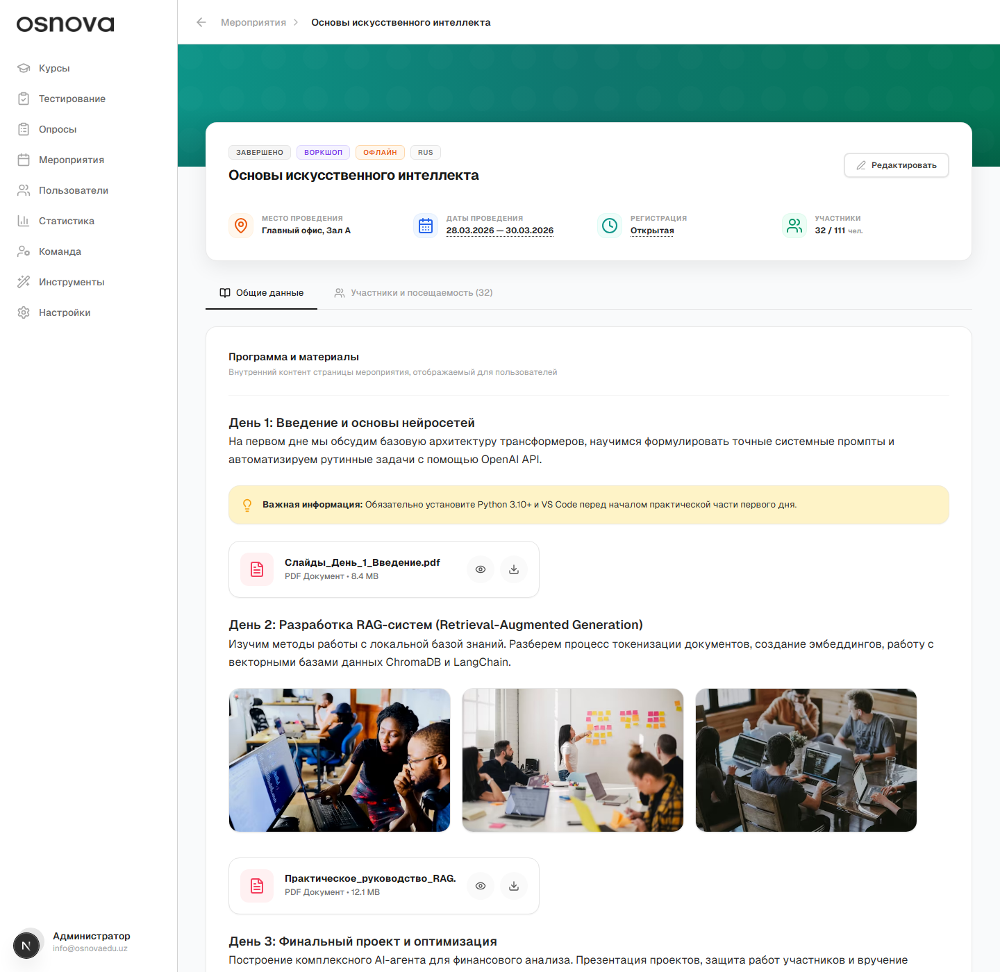 osnova
Курсы
Тестирование
Опросы
Мероприятия
Пользователи
Статистика
Команда
Инструменты
Настройки
N
Администратор
info@osnovaedu.uz
Мероприятия > Основы искусственного интеллекта
ЗАВЕРШЕНО ВОРКШОП ОФЛАЙН RUS
Основы искусственного интеллекта
Редактировать
МЕСТО ПРОВЕДЕНИЯ
Главный офис, Зал А
ДАТЫ ПРОВЕДЕНИЯ
28.03.2026 — 30.03.2026
РЕГИСТРАЦИЯ
Открытая
УЧАСТНИКИ
32 / 111 чел.
Общие данные
Участники и посещаемость (32)
Программа и материалы
Внутренний контент страницы мероприятия, отображаемый для пользователей
День 1: Введение и основы нейросетей
На первом дне мы обсудим базовую архитектуру трансформеров, научимся формулировать точные системные промпты и
автоматизируем рутинные задачи с помощью OpenAI API.
Важная информация: Обязательно установите Python 3.10+ и VS Code перед началом практической части первого дня.
Слайды_День_1_Введение.pdf
PDF Документ • 8.4 MB
День 2: Разработка RAG-систем (Retrieval-Augmented Generation)
Изучим методы работы с локальной базой знаний. Разберем процесс токенизации документов, создание эмбеддингов, работу с
векторными базами данных ChromaDB и LangChain.
Практическое_руководство_RAG.
PDF Документ • 12.1 MB
День 3: Финальный проект и оптимизация
Построение комплексного AI-агента для финансового анализа. Презентация проектов, защита работ участников и вручение